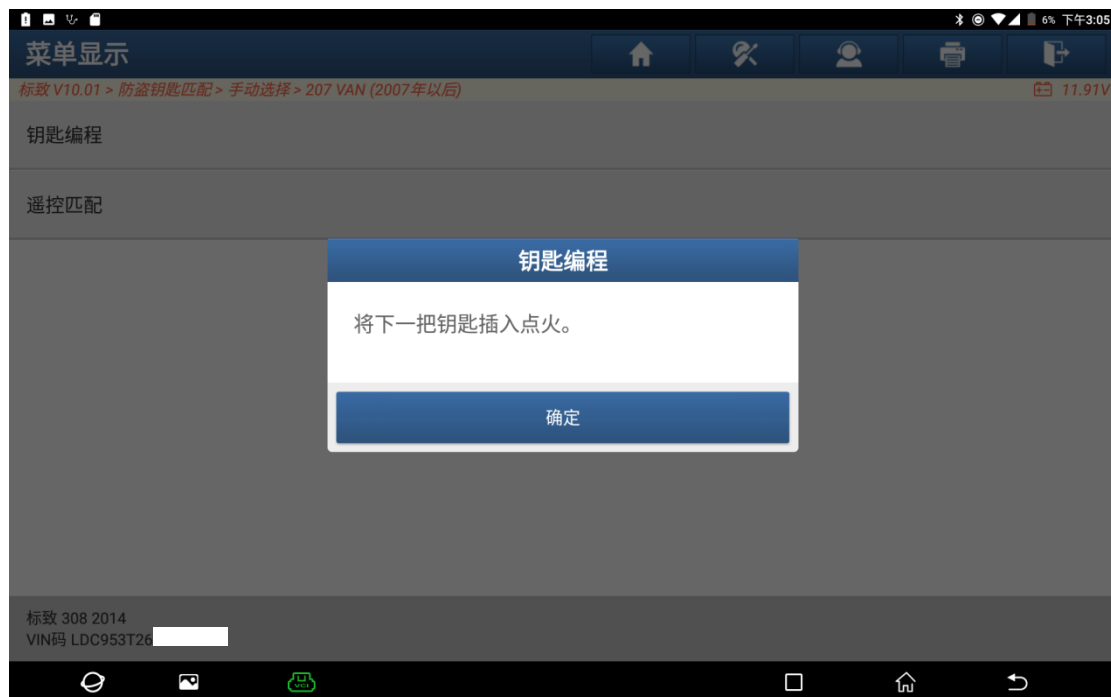 6% 下午3:05
菜单显示
标致 V10.01 > 防盗钥匙匹配 > 手动选择 > 207 VAN (2007年以后)
11.91V
钥匙编程
遥控匹配
钥匙编程
将下一把钥匙插入点火。
确定
标致 308 2014
VIN码 LDC953T26
VCI